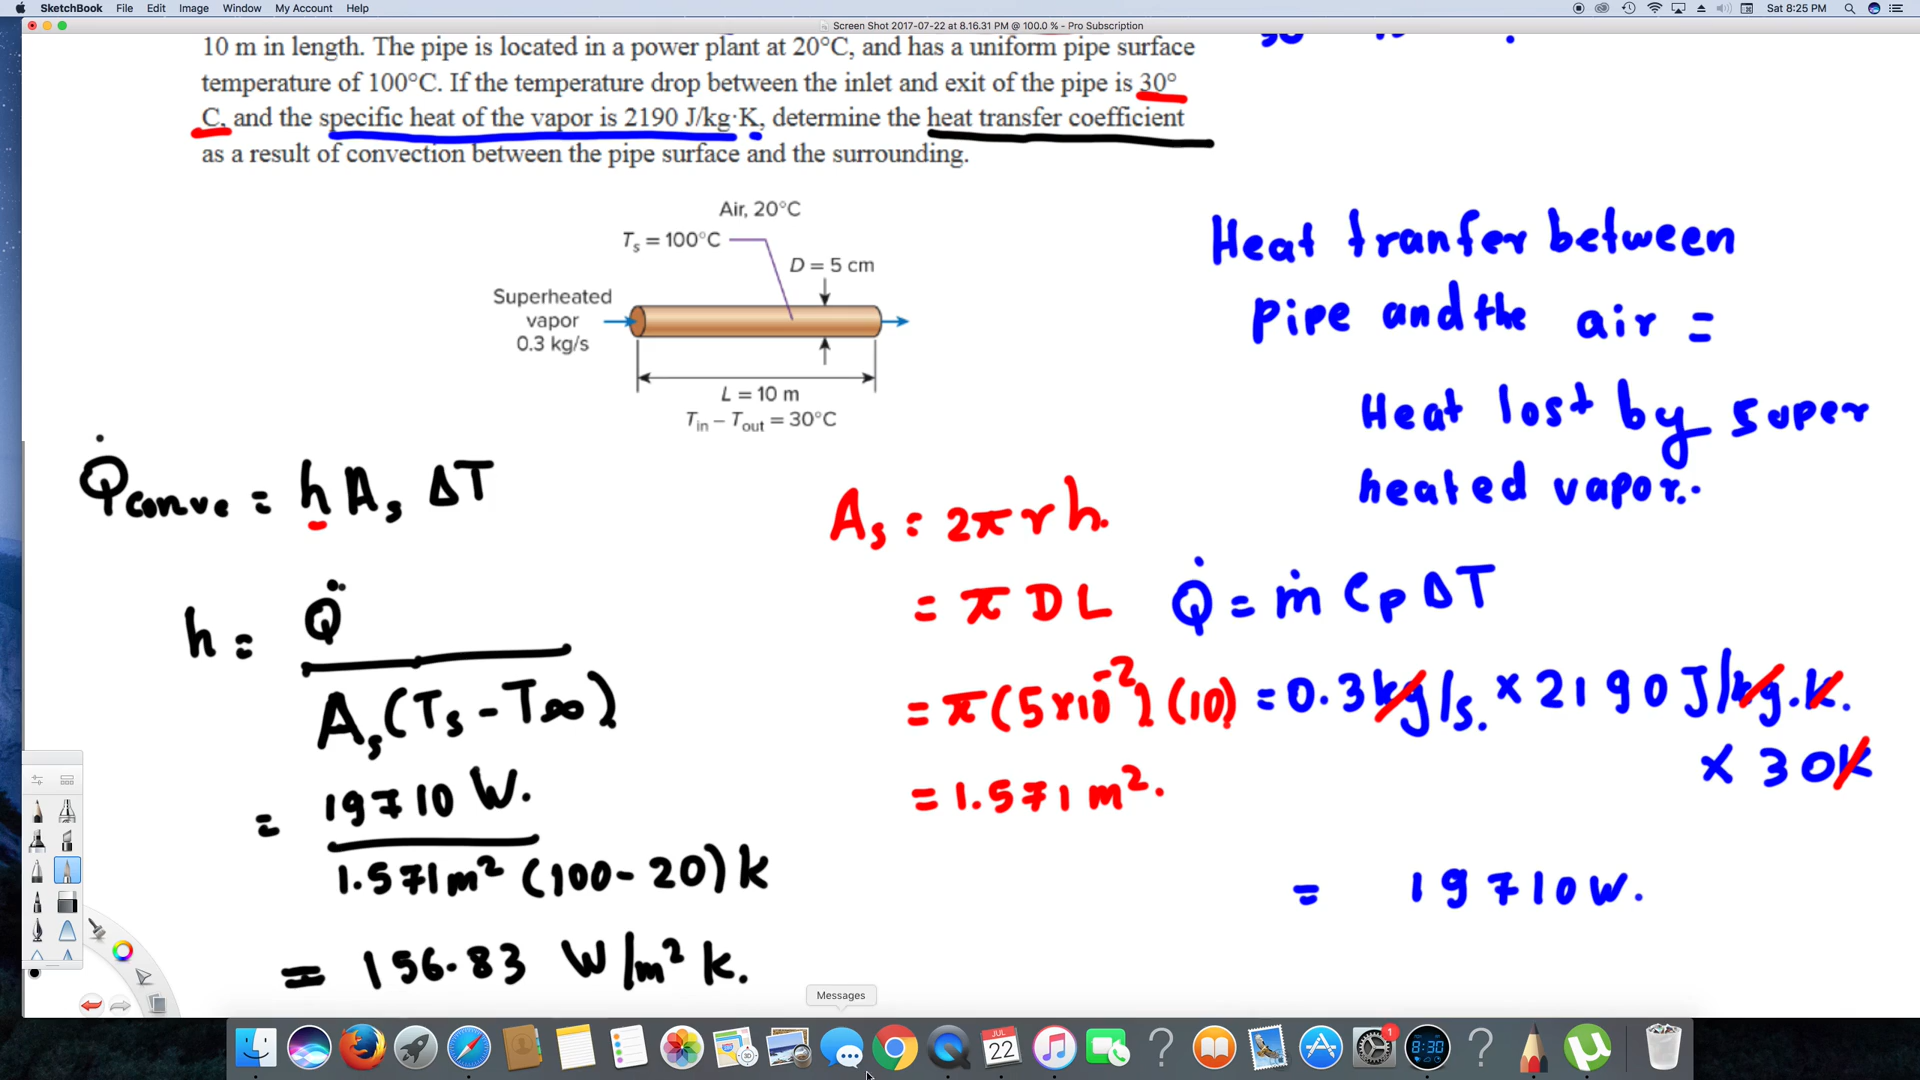 SketchBook File Edit Image Window My Account Help
Sat 8:25 PM
Screen Shot 2017-07-22 at 8.16.31 PM @ 100.0 % - Pro Subscription
10 m in length. The pipe is located in a power plant at 20°C, and has a uniform pipe surface
temperature of 100°C. If the temperature drop between the inlet and exit of the pipe is 30°
C, and the specific heat of the vapor is 2190 J/kg·K, determine the heat transfer coefficient
as a result of convection between the pipe surface and the surrounding.
Air, 20°C
Ts = 100°C
D = 5 cm
Superheated
vapor
0.3 kg/s
L = 10 m
Tin − Tout = 30°C
Heat tranfer between
pipe and the air =
Heat lost by super
heated vapor.
Q̇conve = h As ΔT
h = Q̈
As(Ts - T∞)
= 19710 W.
1.571m² (100-20) k
= 156.83 W/m² k.
As = 2πrh.
= π D L
= π(5x10⁻²) (10)
= 1.571 m².
Q̇ = ṁ Cp ΔT
= 0.3 kg/s. × 2190 J/kg.k.
× 30k
= 19710 W.
Messages
3D
JUL
22
1
8:30